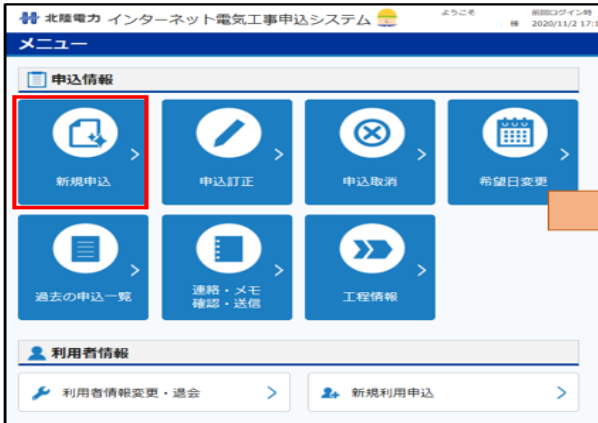 北陸電力 インターネット電気工事申込システム
ようこそ
様
前回ログイン時
2020/11/2 17:1
メニュー
申込情報
新規申込
申込訂正
申込取消
希望日変更
過去の申込一覧
連絡・メモ
確認・送信
工程情報
利用者情報
利用者情報変更・退会
新規利用申込